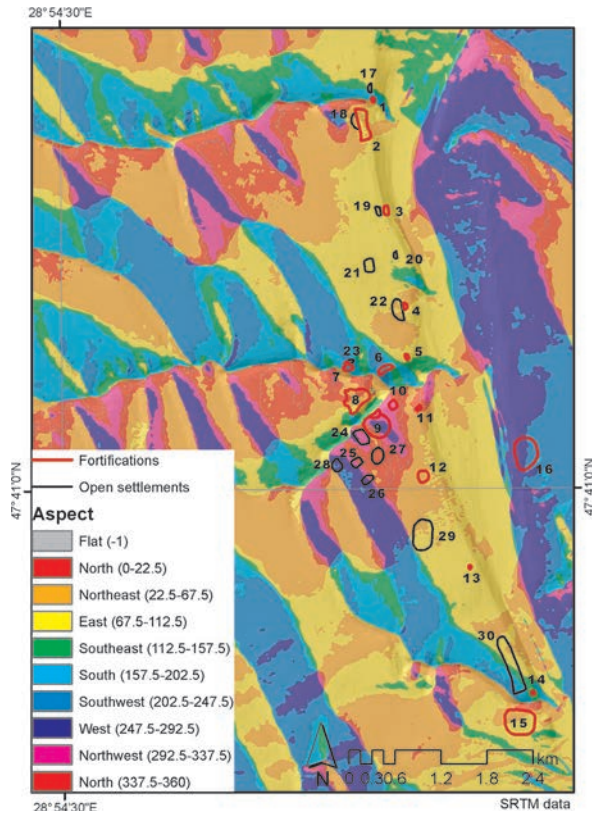 28°54'30"E
17
1
18
2
19
3
20
21
22
4
23
6
5
7
8
10
11
9
24
27
28
25
12
16
26
47°41'0"N
47°41'0"N
Fortifications
Open settlements
Aspect
Flat (-1)
North (0-22.5)
Northeast (22.5-67.5)
East (67.5-112.5)
Southeast (112.5-157.5)
South (157.5-202.5)
Southwest (202.5-247.5)
West (247.5-292.5)
Northwest (292.5-337.5)
North (337.5-360)
29
13
30
14
15
N
km
0 0.30.6 1.2 1.8 2.4
28°54'30"E
SRTM data